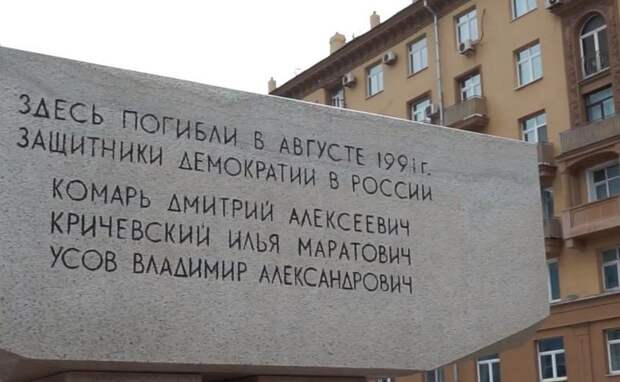 ЗДЕСЬ ПОГИБЛИ В АВГУСТЕ 1991г.
ЗАЩИТНИКИ ДЕМОКРАТИИ В РОССИИ
КОМАРЬ ДМИТРИЙ АЛЕКСЕЕВИЧ
КРИЧЕВСКИЙ ИЛЬЯ МАРАТОВИЧ
УСОВ ВЛАДИМИР АЛЕКСАНДРОВИЧ